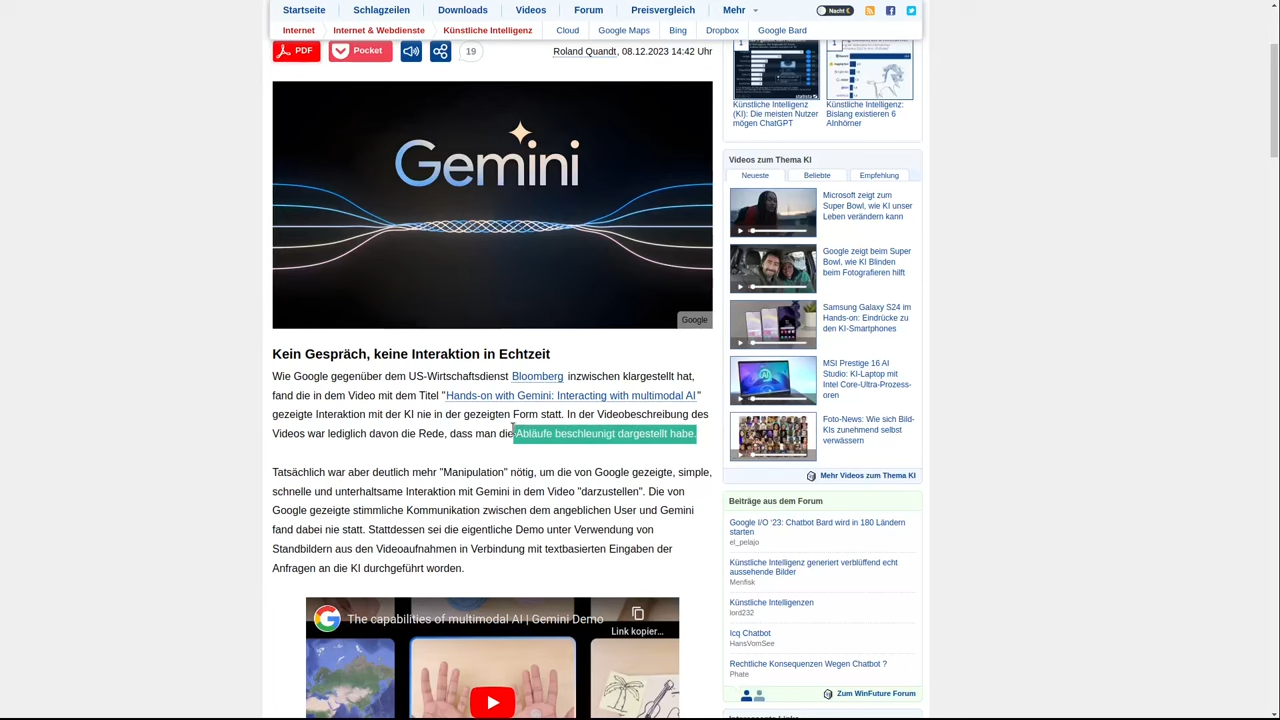 Startseite
Schlagzeilen
Downloads
Videos
Forum
Preisvergleich
Mehr
Nacht
Internet
Internet & Webdienste
Künstliche Intelligenz
Cloud
Google Maps
Bing
Dropbox
Google Bard
PDF
Pocket
19
Roland Quandt, 08.12.2023 14:42 Uhr
Gemini
Google
Kein Gespräch, keine Interaktion in Echtzeit
Wie Google gegenüber dem US-Wirtschaftsdienst Bloomberg inzwischen klargestellt hat,
fand die in dem Video mit dem Titel "Hands-on with Gemini: Interacting with multimodal AI"
gezeigte Interaktion mit der KI nie in der gezeigten Form statt. In der Videobeschreibung des
Videos war lediglich davon die Rede, dass man die Abläufe beschleunigt dargestellt habe.
Tatsächlich war aber deutlich mehr "Manipulation" nötig, um die von Google gezeigte, simple,
schnelle und unterhaltsame Interaktion mit Gemini in dem Video "darzustellen". Die von
Google gezeigte stimmliche Kommunikation zwischen dem angeblichen User und Gemini
fand dabei nie statt. Stattdessen sei die eigentliche Demo unter Verwendung von
Standbildern aus den Videoaufnahmen in Verbindung mit textbasierten Eingaben der
Anfragen an die KI durchgeführt worden.
The capabilities of multimodal AI | Gemini Demo
Link kopier...
1
statista
1
Künstliche Intelligenz
(KI): Die meisten Nutzer
mögen ChatGPT
Künstliche Intelligenz:
Bislang existieren 6
AInhörner
Videos zum Thema KI
Neueste
Beliebte
Empfehlung
Microsoft zeigt zum
Super Bowl, wie KI unser
Leben verändern kann
Google zeigt beim Super
Bowl, wie KI Blinden
beim Fotografieren hilft
Samsung Galaxy S24 im
Hands-on: Eindrücke zu
den KI-Smartphones
MSI Prestige 16 AI
Studio: KI-Laptop mit
Intel Core-Ultra-Prozess-
oren
Foto-News: Wie sich Bild-
KIs zunehmend selbst
verwässern
Mehr Videos zum Thema KI
Beiträge aus dem Forum
Google I/O '23: Chatbot Bard wird in 180 Ländern
starten
el_pelajo
Künstliche Intelligenz generiert verblüffend echt
aussehende Bilder
Menfisk
Künstliche Intelligenzen
lord232
Icq Chatbot
HansVomSee
Rechtliche Konsequenzen Wegen Chatbot ?
Phate
Zum WinFuture Forum
Interessante Links